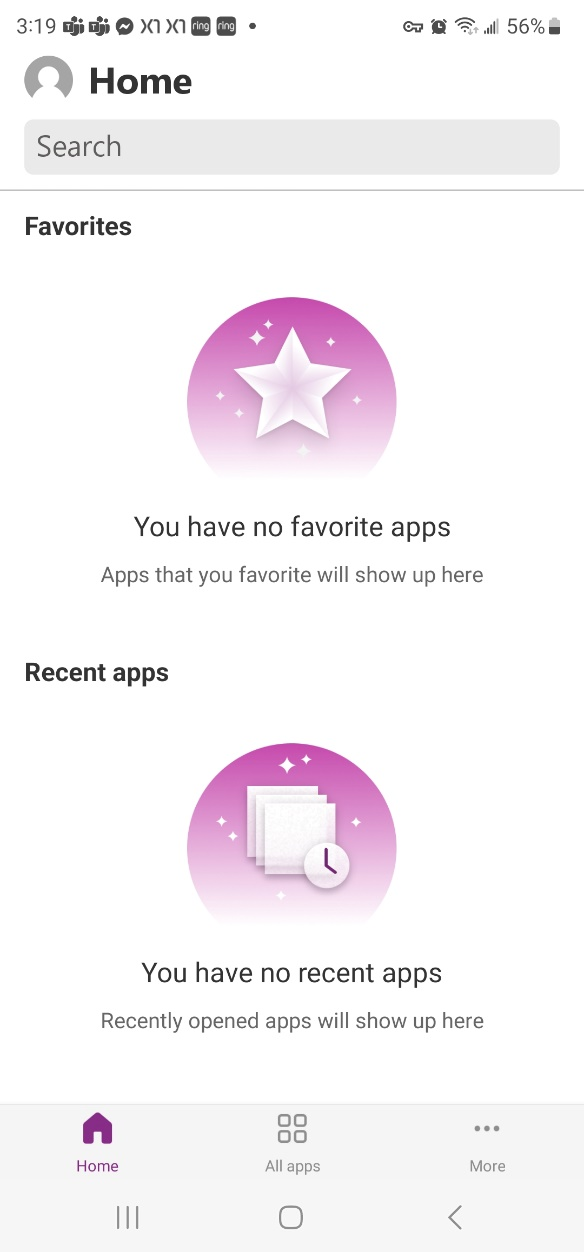 3:19 ring ring 56%
Home
Search
Favorites
You have no favorite apps
Apps that you favorite will show up here
Recent apps
You have no recent apps
Recently opened apps will show up here
Home All apps More